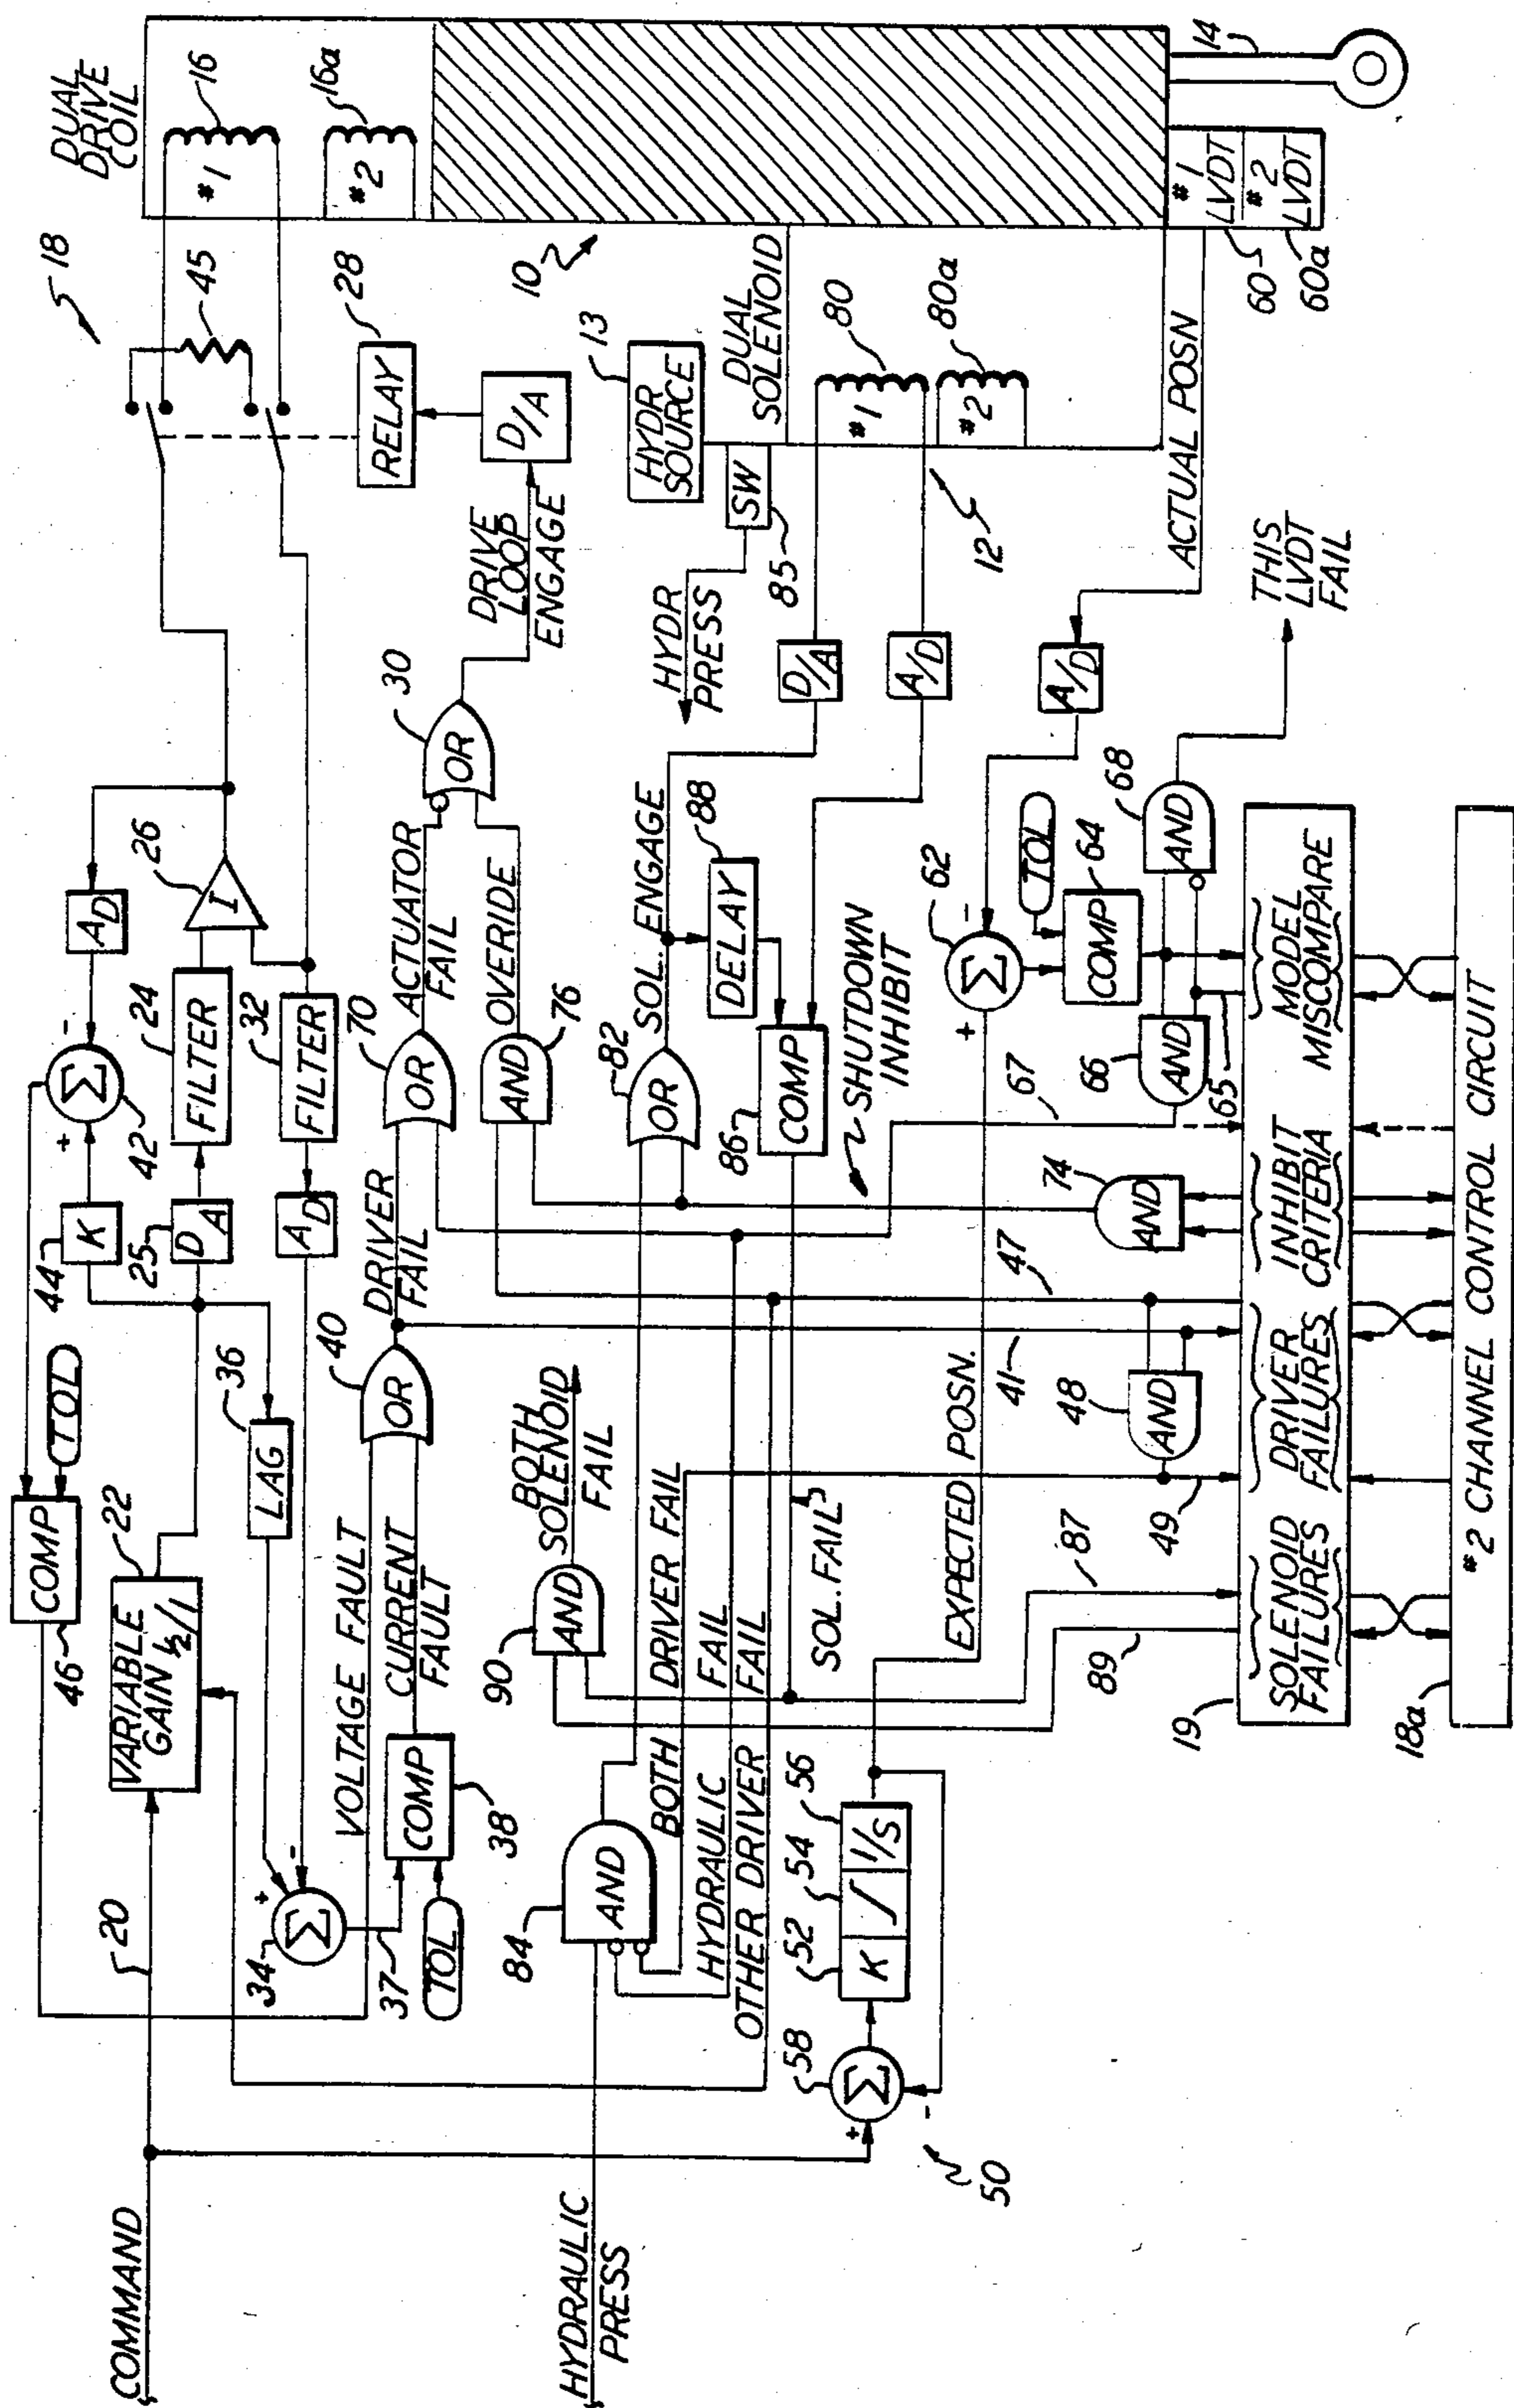 COMMAND
20
VARIABLE
GAIN ½/1
22
COMP
46
TOL
44
K
42
Σ
+
-
A/D
25
D/A
FILTER
24
26
I
FILTER
32
A/D
36
LAG
34
Σ
+
-
37
TOL
COMP
38
VOLTAGE FAULT
CURRENT
FAULT
40
OR
DRIVER
FAIL
70
OR
ACTUATOR
FAIL
OVERRIDE
AND
76
30
OR
DRIVE
LOOP
ENGAGE
D/A
RELAY
28
18
45
DUAL
DRIVE
COIL
#1
16
#2
16a
10
14
HYDRAULIC
PRESS
84
AND
90
AND
BOTH
SOLENOID
FAIL
BOTH DRIVER FAIL
HYDRAULIC FAIL
OTHER DRIVER FAIL
82
OR
SOL. ENGAGE
DELAY
88
86
COMP
SHUTDOWN
INHIBIT
SOL. FAIL
HYDR
PRESS
SW
85
13
HYDR
SOURCE
DUAL
SOLENOID
D/A
A/D
#1
80
#2
80a
12
50
58
Σ
+
-
52
K
54
56
1/S
EXPECTED POSN.
62
Σ
+
-
TOL
COMP
64
A/D
ACTUAL POSN
#1
LVDT
#2
LVDT
60
60a
66
AND
65
67
68
AND
THIS
LVDT
FAIL
74
AND
47
41
48
AND
49
87
89
19
SOLENOID
FAILURES
DRIVER
FAILURES
INHIBIT
CRITERIA
MODEL
MISCOMPARE
18a
#2 CHANNEL CONTROL CIRCUIT